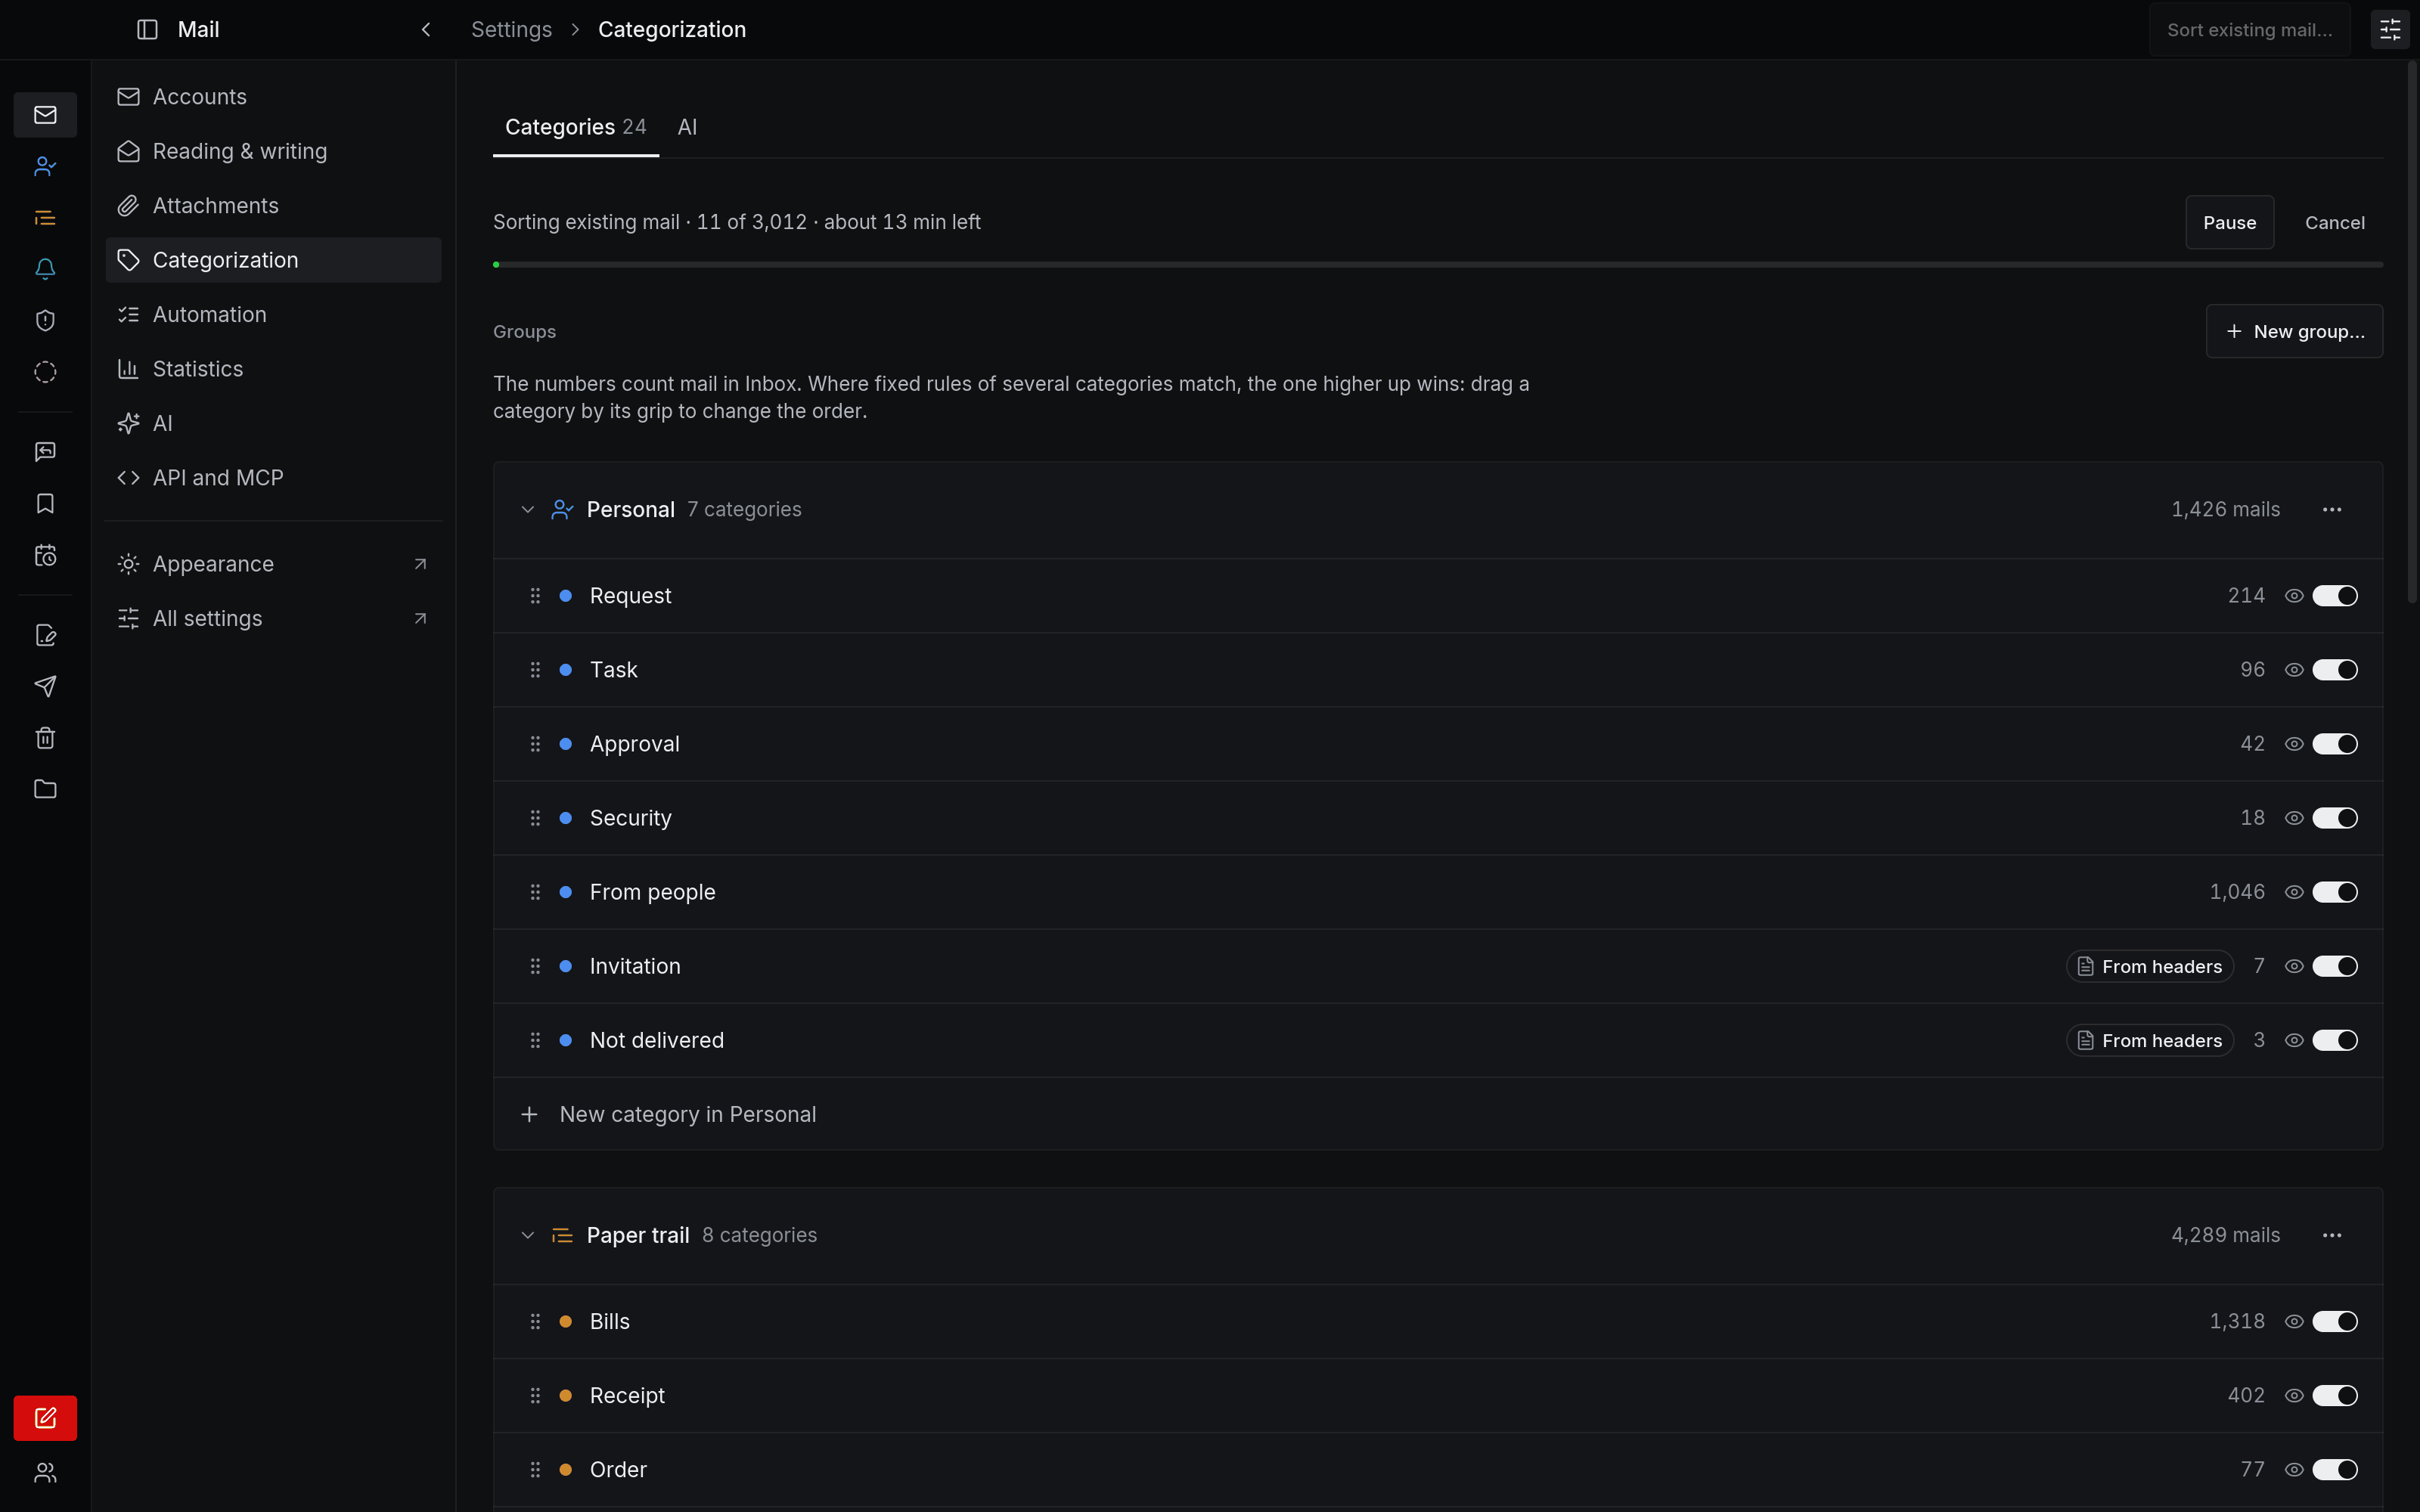 Mail
Settings > Categorization
Sort existing mail...
Accounts
Reading & writing
Attachments
Categorization
Automation
Statistics
AI
API and MCP
Appearance
All settings
Categories 24
AI
Sorting existing mail · 11 of 3,012 · about 13 min left
Pause
Cancel
Groups
New group...
The numbers count mail in Inbox. Where fixed rules of several categories match, the one higher up wins: drag a
category by its grip to change the order.
Personal 7 categories 1,426 mails
Request 214
Task 96
Approval 42
Security 18
From people 1,046
Invitation From headers 7
Not delivered From headers 3
New category in Personal
Paper trail 8 categories 4,289 mails
Bills 1,318
Receipt 402
Order 77